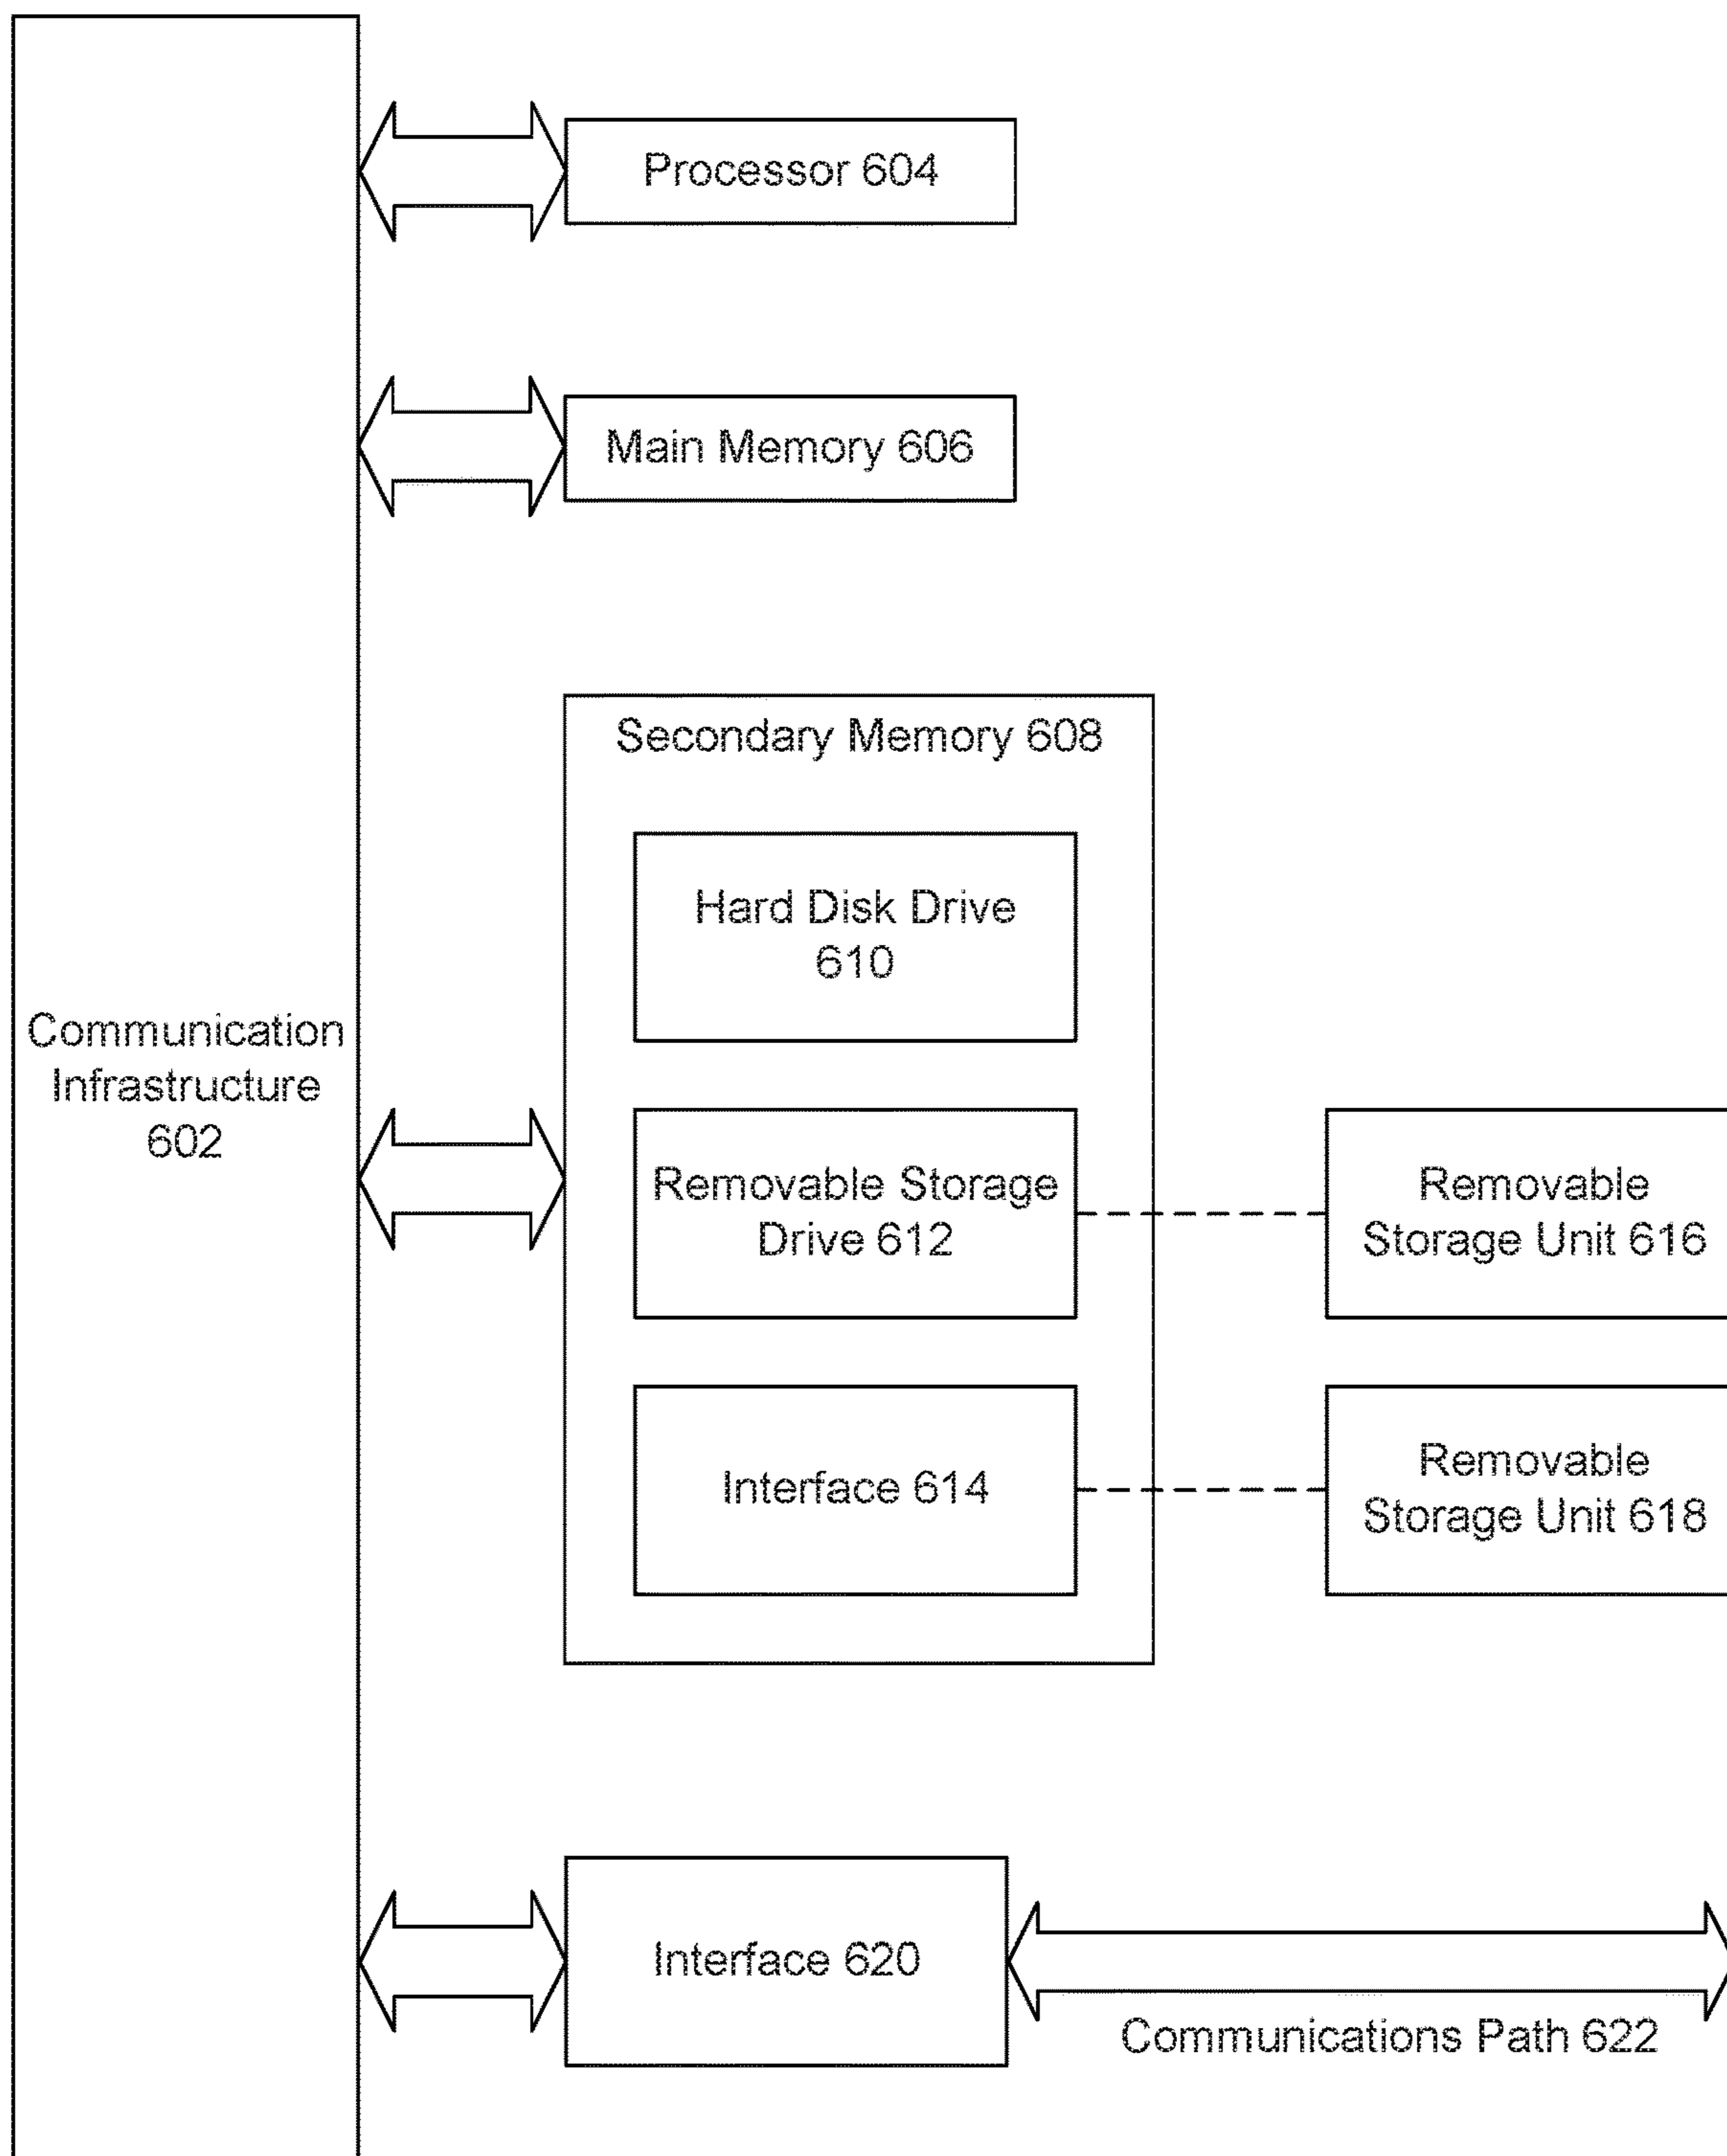 Processor 604
Main Memory 606
Secondary Memory 608
Hard Disk Drive
610
Communication
Infrastructure
602
Removable Storage
Drive 612
Removable
Storage Unit 616
Interface 614
Removable
Storage Unit 618
Interface 620
Communications Path 622